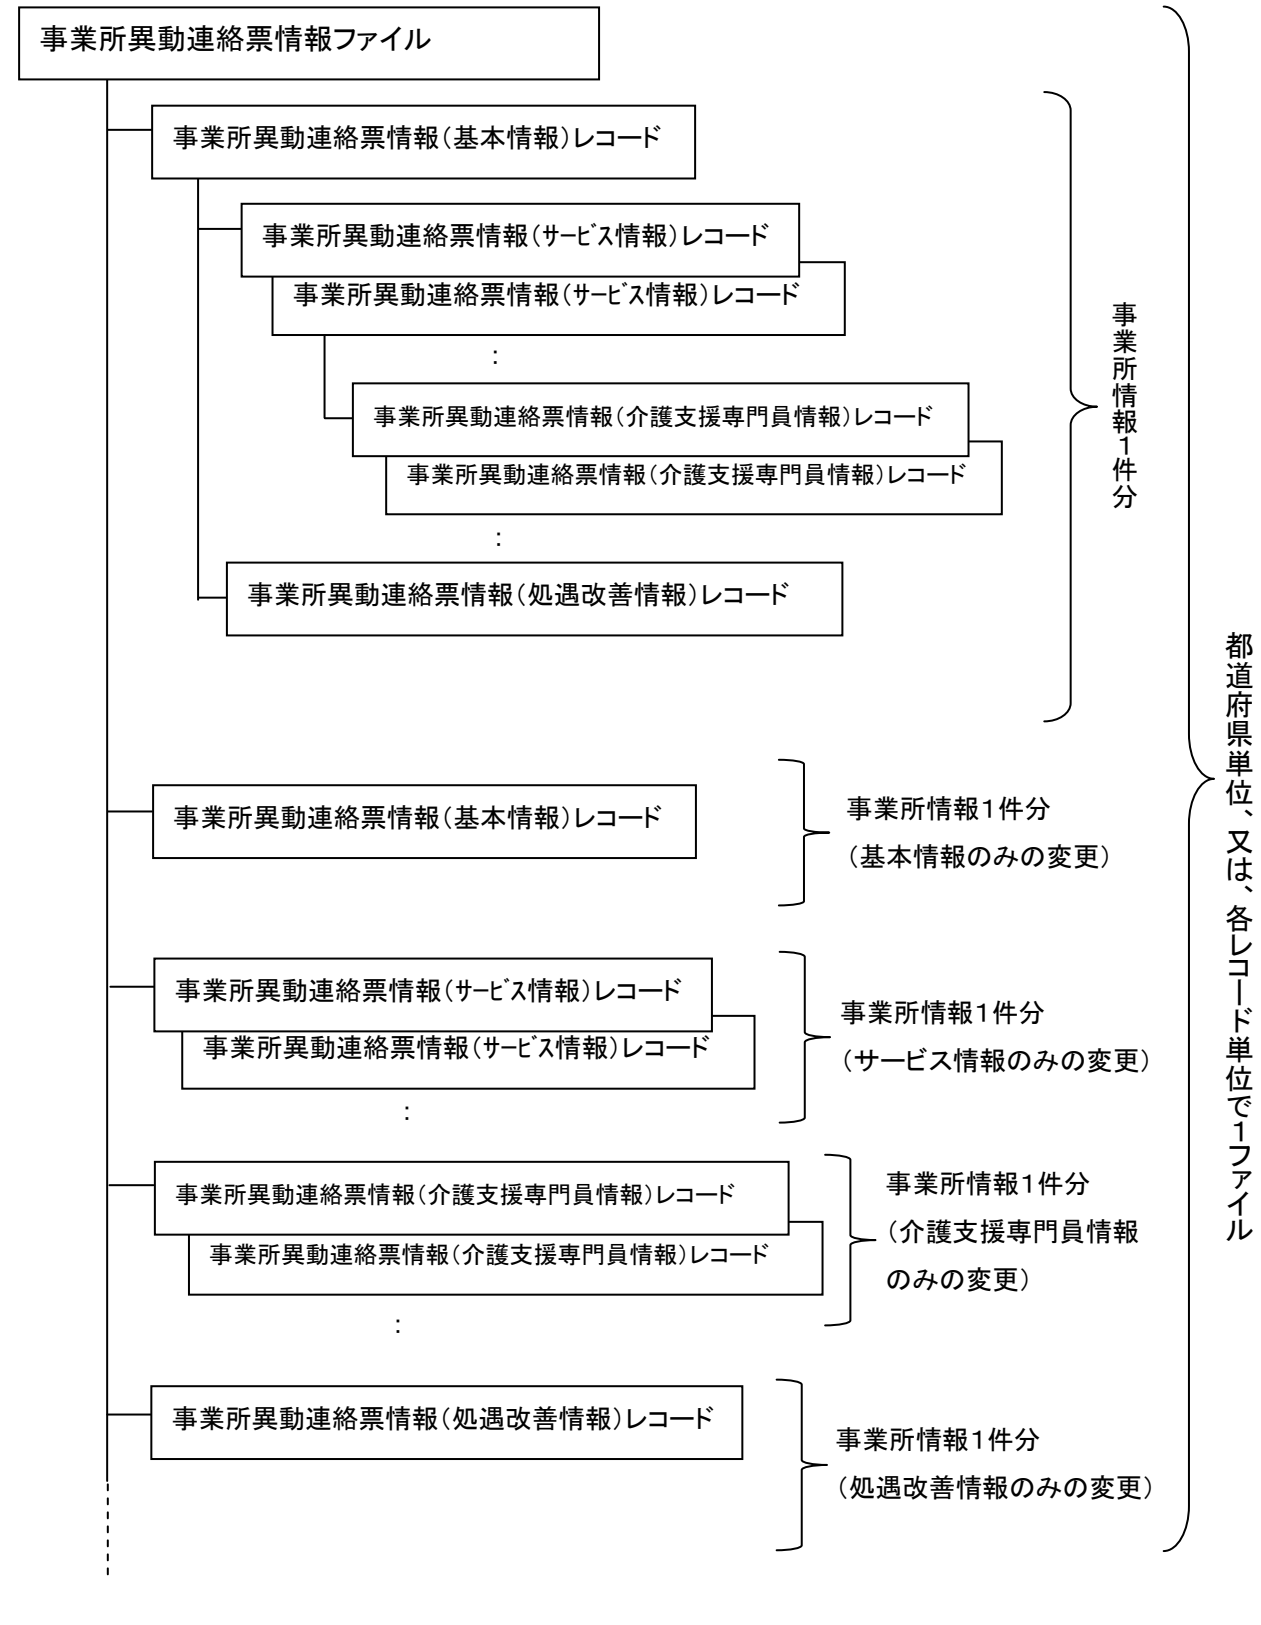 事業所異動連絡票情報ファイル
事業所異動連絡票情報（基本情報）レコード
事業所異動連絡票情報（ｻｰﾋﾞｽ情報）レコード
事業所異動連絡票情報（ｻｰﾋﾞｽ情報）レコード
：
事業所異動連絡票情報（介護支援専門員情報）レコード
事業所異動連絡票情報（介護支援専門員情報）レコード
：
事業所異動連絡票情報（処遇改善情報）レコード
事業所情報１件分
事業所異動連絡票情報（基本情報）レコード
事業所情報１件分
（基本情報のみの変更）
事業所異動連絡票情報（ｻｰﾋﾞｽ情報）レコード
事業所異動連絡票情報（ｻｰﾋﾞｽ情報）レコード
：
事業所情報１件分
（サービス情報のみの変更）
事業所異動連絡票情報（介護支援専門員情報）レコード
事業所異動連絡票情報（介護支援専門員情報）レコード
：
事業所情報１件分
（介護支援専門員情報
のみの変更）
事業所異動連絡票情報（処遇改善情報）レコード
事業所情報１件分
（処遇改善情報のみの変更）
都道府県単位、又は、各レコード単位で１ファイル